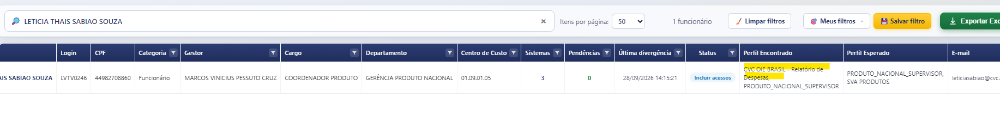 LETICIA THAIS SABIAO SOUZA × Itens por página: 50 1 funcionário Limpar filtros Meus filtros Salvar filtro Exportar Exc
Login CPF Categoria Gestor Cargo Departamento Centro de Custo Sistemas Pendências Última divergência Status Perfil Encontrado Perfil Esperado E-mail
AIS SABIAO SOUZA LVTV0246 44982708860 Funcionário MARCOS VINICIUS PESSUTO CRUZ COORDENADOR PRODUTO GERÊNCIA PRODUTO NACIONAL 01.09.01.05 3 0 28/09/2026 14:15:21 Incluir acessos
CVC OIE BRASIL - Relatório de
Despesas,
PRODUTO_NACIONAL_SUPERVISOR
PRODUTO_NACIONAL_SUPERVISOR,
SVA PRODUTOS
leticiasabiao@cvc.